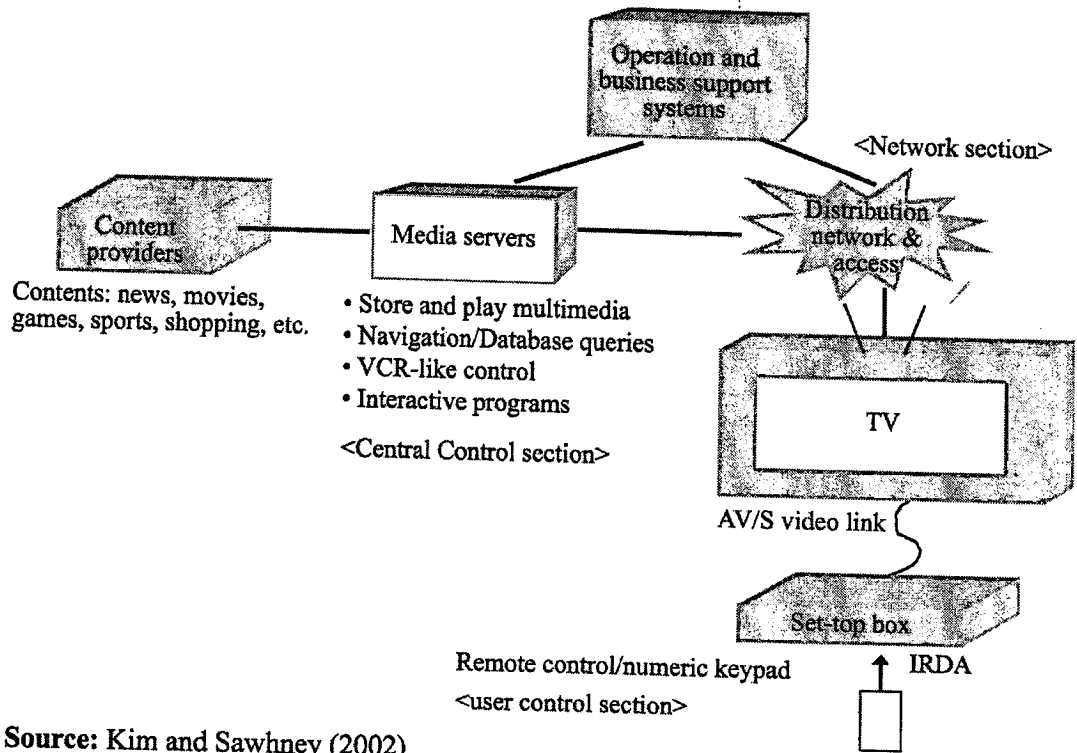 Operation and
business support
systems
<Network section>
Content
providers
Media servers
Distribution
network &
access
Contents: news, movies,
games, sports, shopping, etc.
• Store and play multimedia
• Navigation/Database queries
• VCR-like control
• Interactive programs
<Central Control section>
TV
AV/S video link
Set-top box
Remote control/numeric keypad
IRDA
<user control section>
Source: Kim and Sawhney (2002)